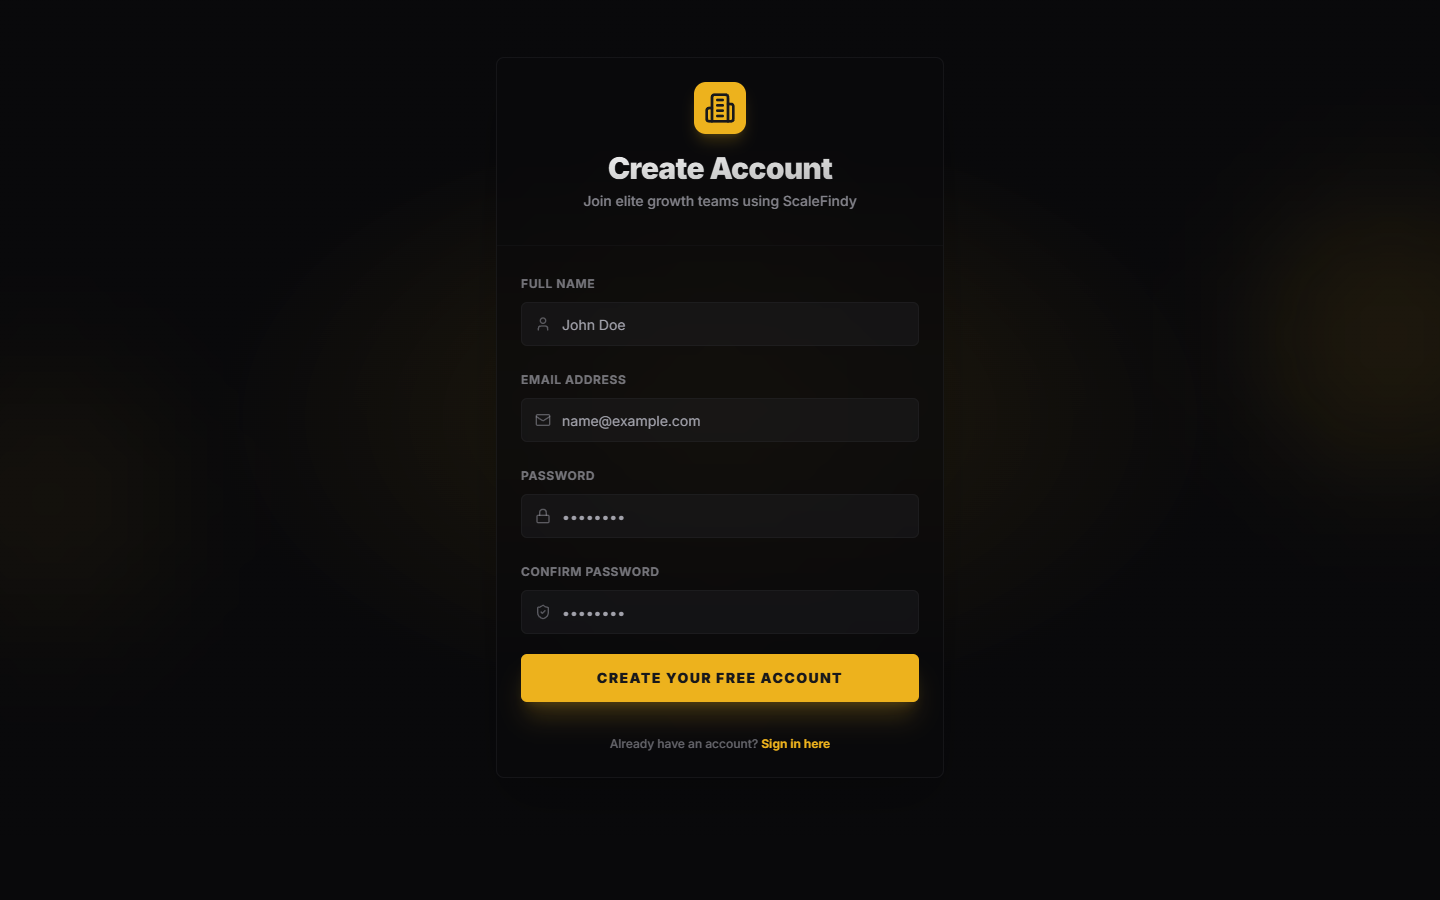 Create Account
Join elite growth teams using ScaleFindy
FULL NAME
John Doe
EMAIL ADDRESS
name@example.com
PASSWORD
••••••••
CONFIRM PASSWORD
••••••••
CREATE YOUR FREE ACCOUNT
Already have an account? Sign in here